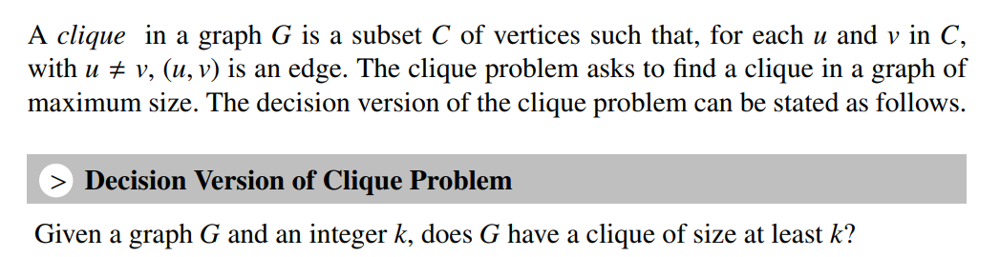 A clique in a graph G is a subset C of vertices such that, for each u and v in C,
with u ≠ v, (u, v) is an edge. The clique problem asks to find a clique in a graph of
maximum size. The decision version of the clique problem can be stated as follows.
> Decision Version of Clique Problem
Given a graph G and an integer k, does G have a clique of size at least k?